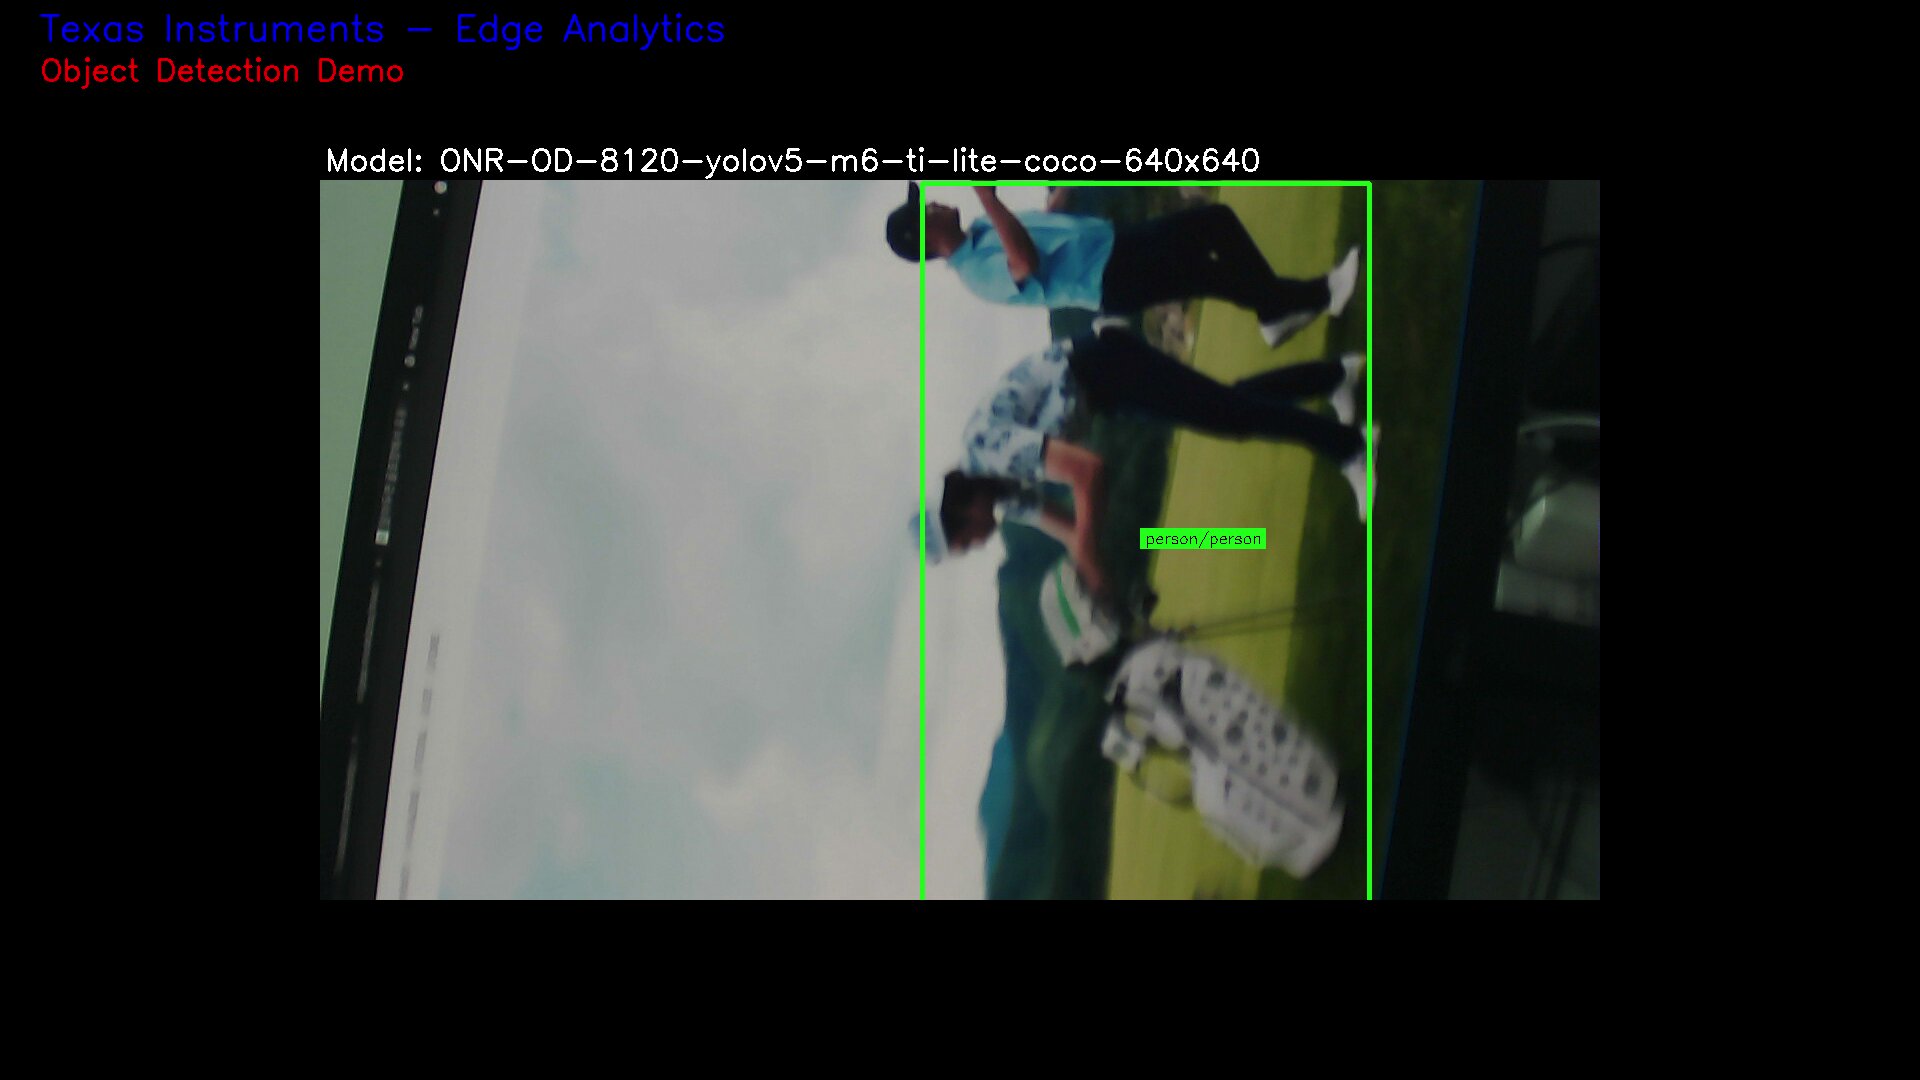 Texas Instruments — Edge Analytics
Object Detection Demo
Model: ONR-OD-8120-yolov5-m6-ti-lite-coco-640x640
person/person